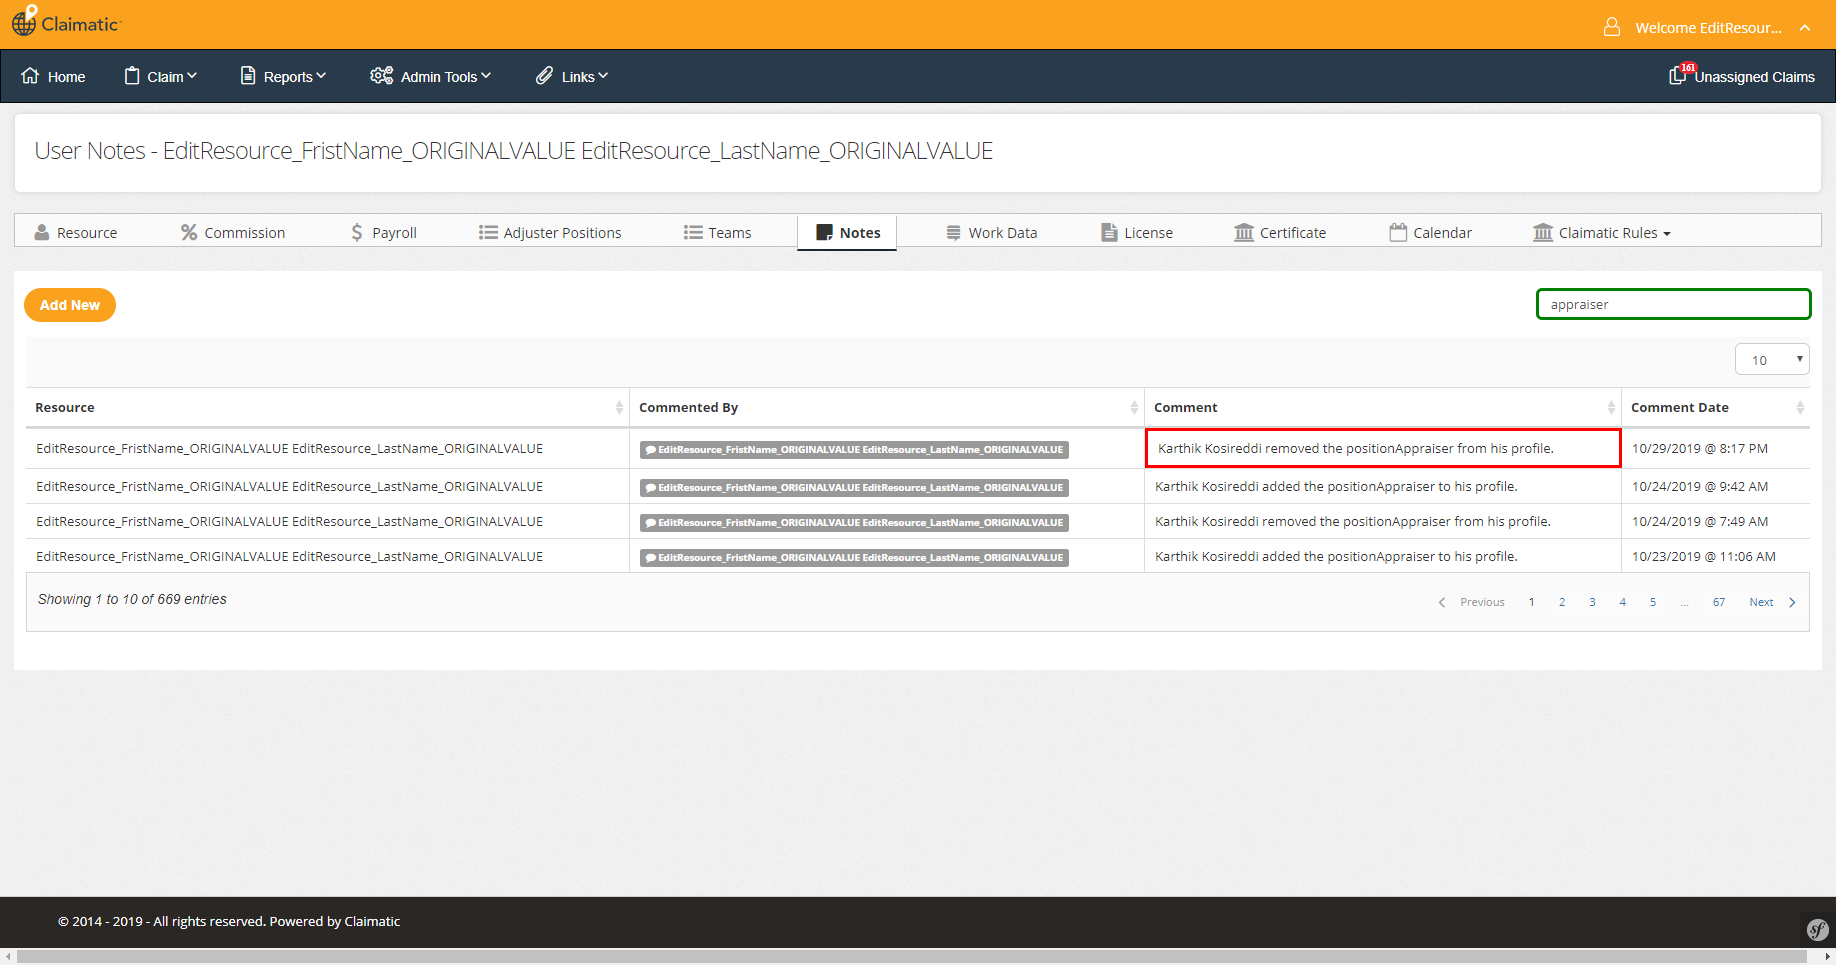 Claimatic
Welcome EditResour...
Home
Claim
Reports
Admin Tools
Links
161
Unassigned Claims
User Notes - EditResource_FristName_ORIGINALVALUE EditResource_LastName_ORIGINALVALUE
Resource
Commission
Payroll
Adjuster Positions
Teams
Notes
Work Data
License
Certificate
Calendar
Claimatic Rules
Add New
appraiser
10
Resource Commented By Comment Comment Date
EditResource_FristName_ORIGINALVALUE EditResource_LastName_ORIGINALVALUE EditResource_FristName_ORIGINALVALUE EditResource_LastName_ORIGINALVALUE Karthik Kosireddi removed the positionAppraiser from his profile. 10/29/2019 @ 8:17 PM
EditResource_FristName_ORIGINALVALUE EditResource_LastName_ORIGINALVALUE EditResource_FristName_ORIGINALVALUE EditResource_LastName_ORIGINALVALUE Karthik Kosireddi added the positionAppraiser to his profile. 10/24/2019 @ 9:42 AM
EditResource_FristName_ORIGINALVALUE EditResource_LastName_ORIGINALVALUE EditResource_FristName_ORIGINALVALUE EditResource_LastName_ORIGINALVALUE Karthik Kosireddi removed the positionAppraiser from his profile. 10/24/2019 @ 7:49 AM
EditResource_FristName_ORIGINALVALUE EditResource_LastName_ORIGINALVALUE EditResource_FristName_ORIGINALVALUE EditResource_LastName_ORIGINALVALUE Karthik Kosireddi added the positionAppraiser to his profile. 10/23/2019 @ 11:06 AM
Showing 1 to 10 of 669 entries
Previous 1 2 3 4 5 ... 67 Next
© 2014 - 2019 - All rights reserved. Powered by Claimatic
sf